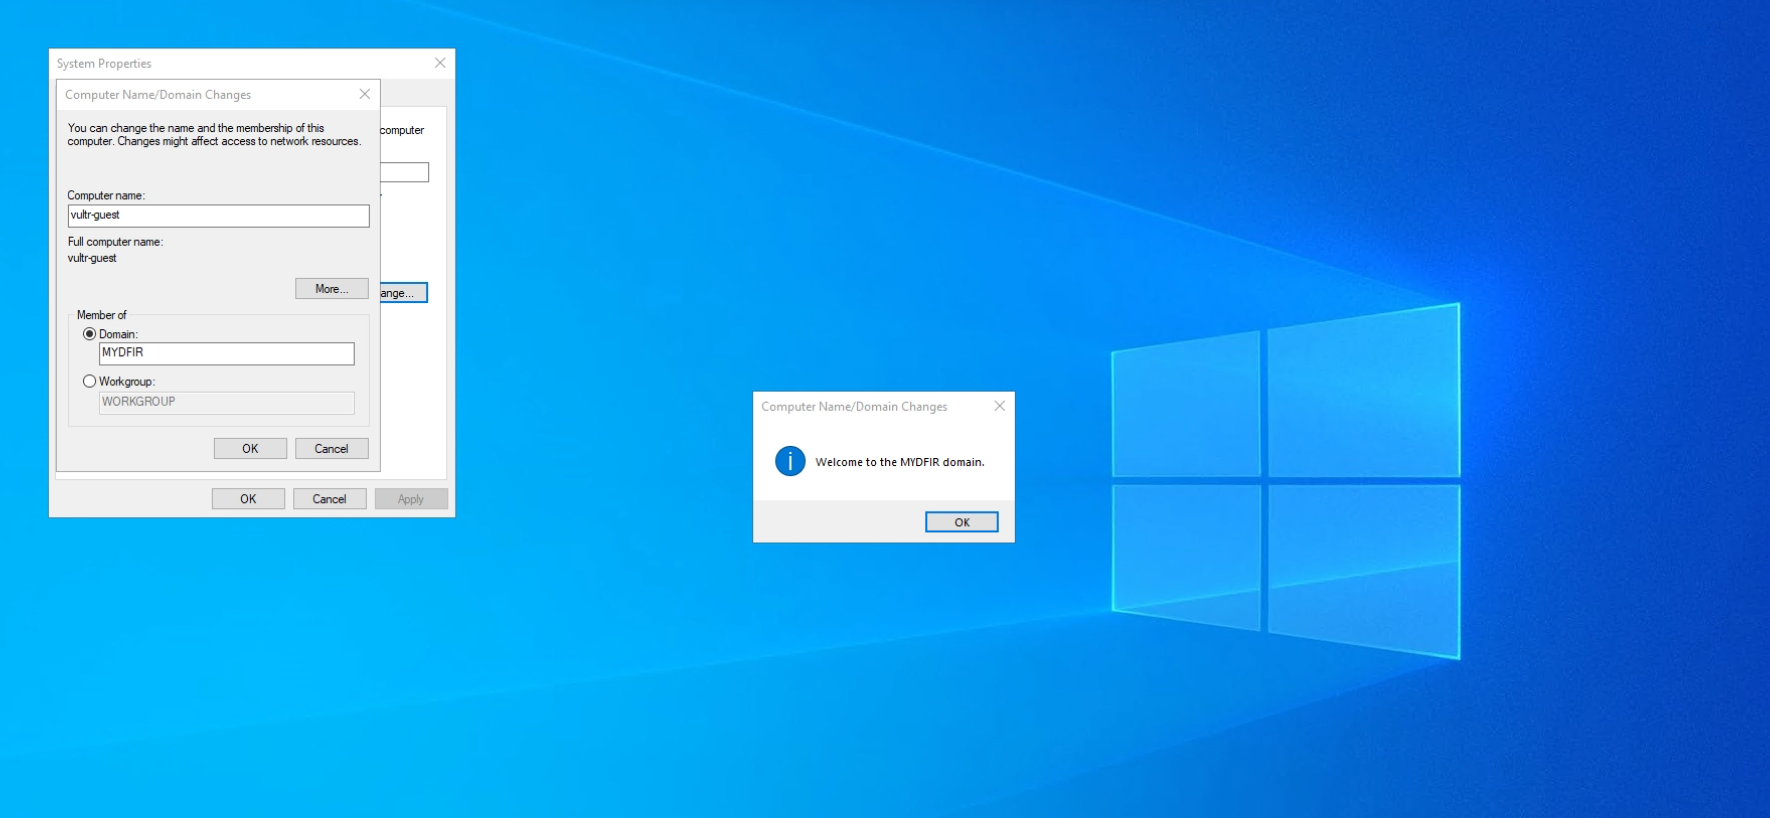 System Properties
Computer Name/Domain Changes
You can change the name and the membership of this
computer. Changes might affect access to network resources.
computer
Computer name:
vultr-guest
Full computer name:
vultr-guest
More...
ange...
Member of
Domain:
MYDFIR
Workgroup:
WORKGROUP
OK
Cancel
OK
Cancel
Apply
Computer Name/Domain Changes
Welcome to the MYDFIR domain.
OK